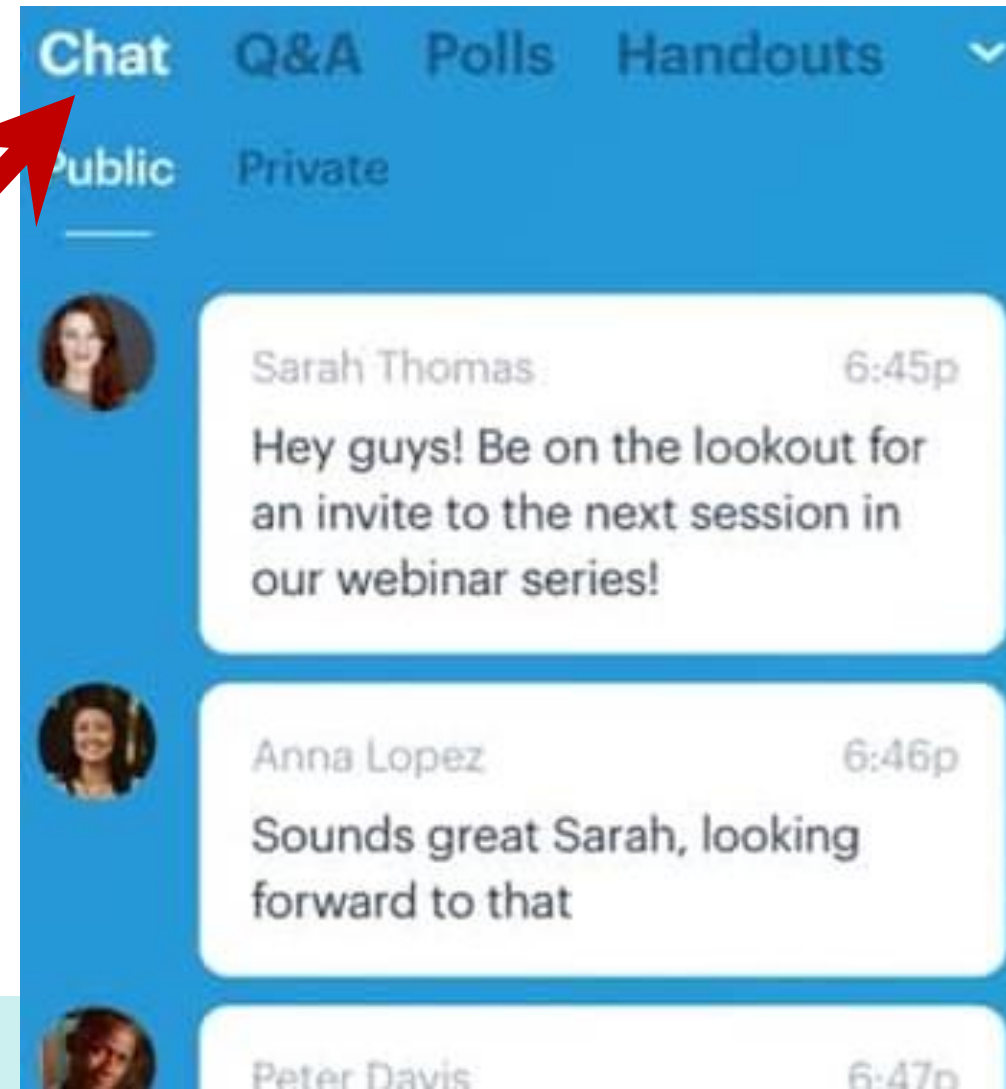 Chat Q&A Polls Handouts
Public Private
Sarah Thomas 6:45p
Hey guys! Be on the lookout for
an invite to the next session in
our webinar series!
Anna Lopez 6:46p
Sounds great Sarah, looking
forward to that
Peter Davis 6:47p